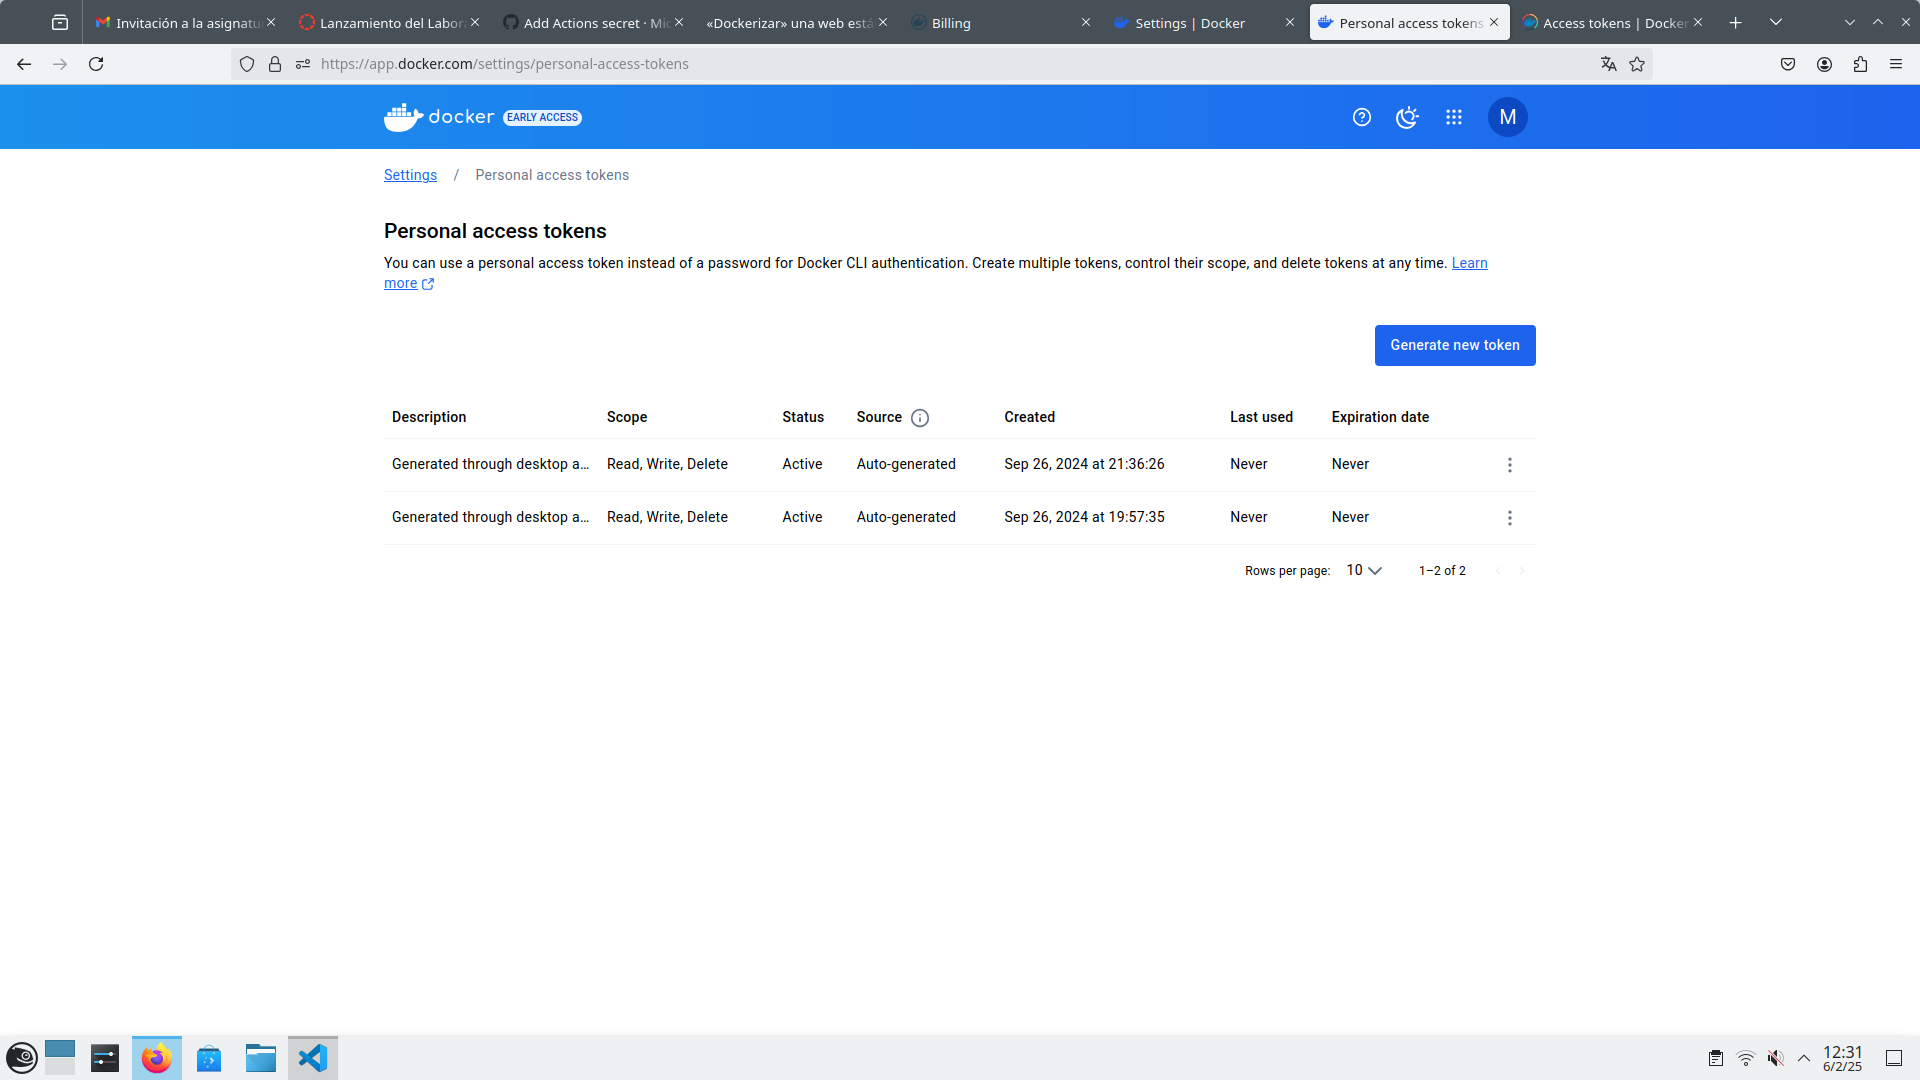 Invitación a la asignatu
Lanzamiento del Labor
Add Actions secret · Mic
«Dockerizar» una web está
Billing
Settings | Docker
Personal access tokens
Access tokens | Docker
https://app.docker.com/settings/personal-access-tokens
docker EARLY ACCESS
M
Settings / Personal access tokens
Personal access tokens
You can use a personal access token instead of a password for Docker CLI authentication. Create multiple tokens, control their scope, and delete tokens at any time. Learn
more
Generate new token
Description Scope Status Source Created Last used Expiration date
Generated through desktop a... Read, Write, Delete Active Auto-generated Sep 26, 2024 at 21:36:26 Never Never
Generated through desktop a... Read, Write, Delete Active Auto-generated Sep 26, 2024 at 19:57:35 Never Never
Rows per page: 10 1–2 of 2
12:31
6/2/25